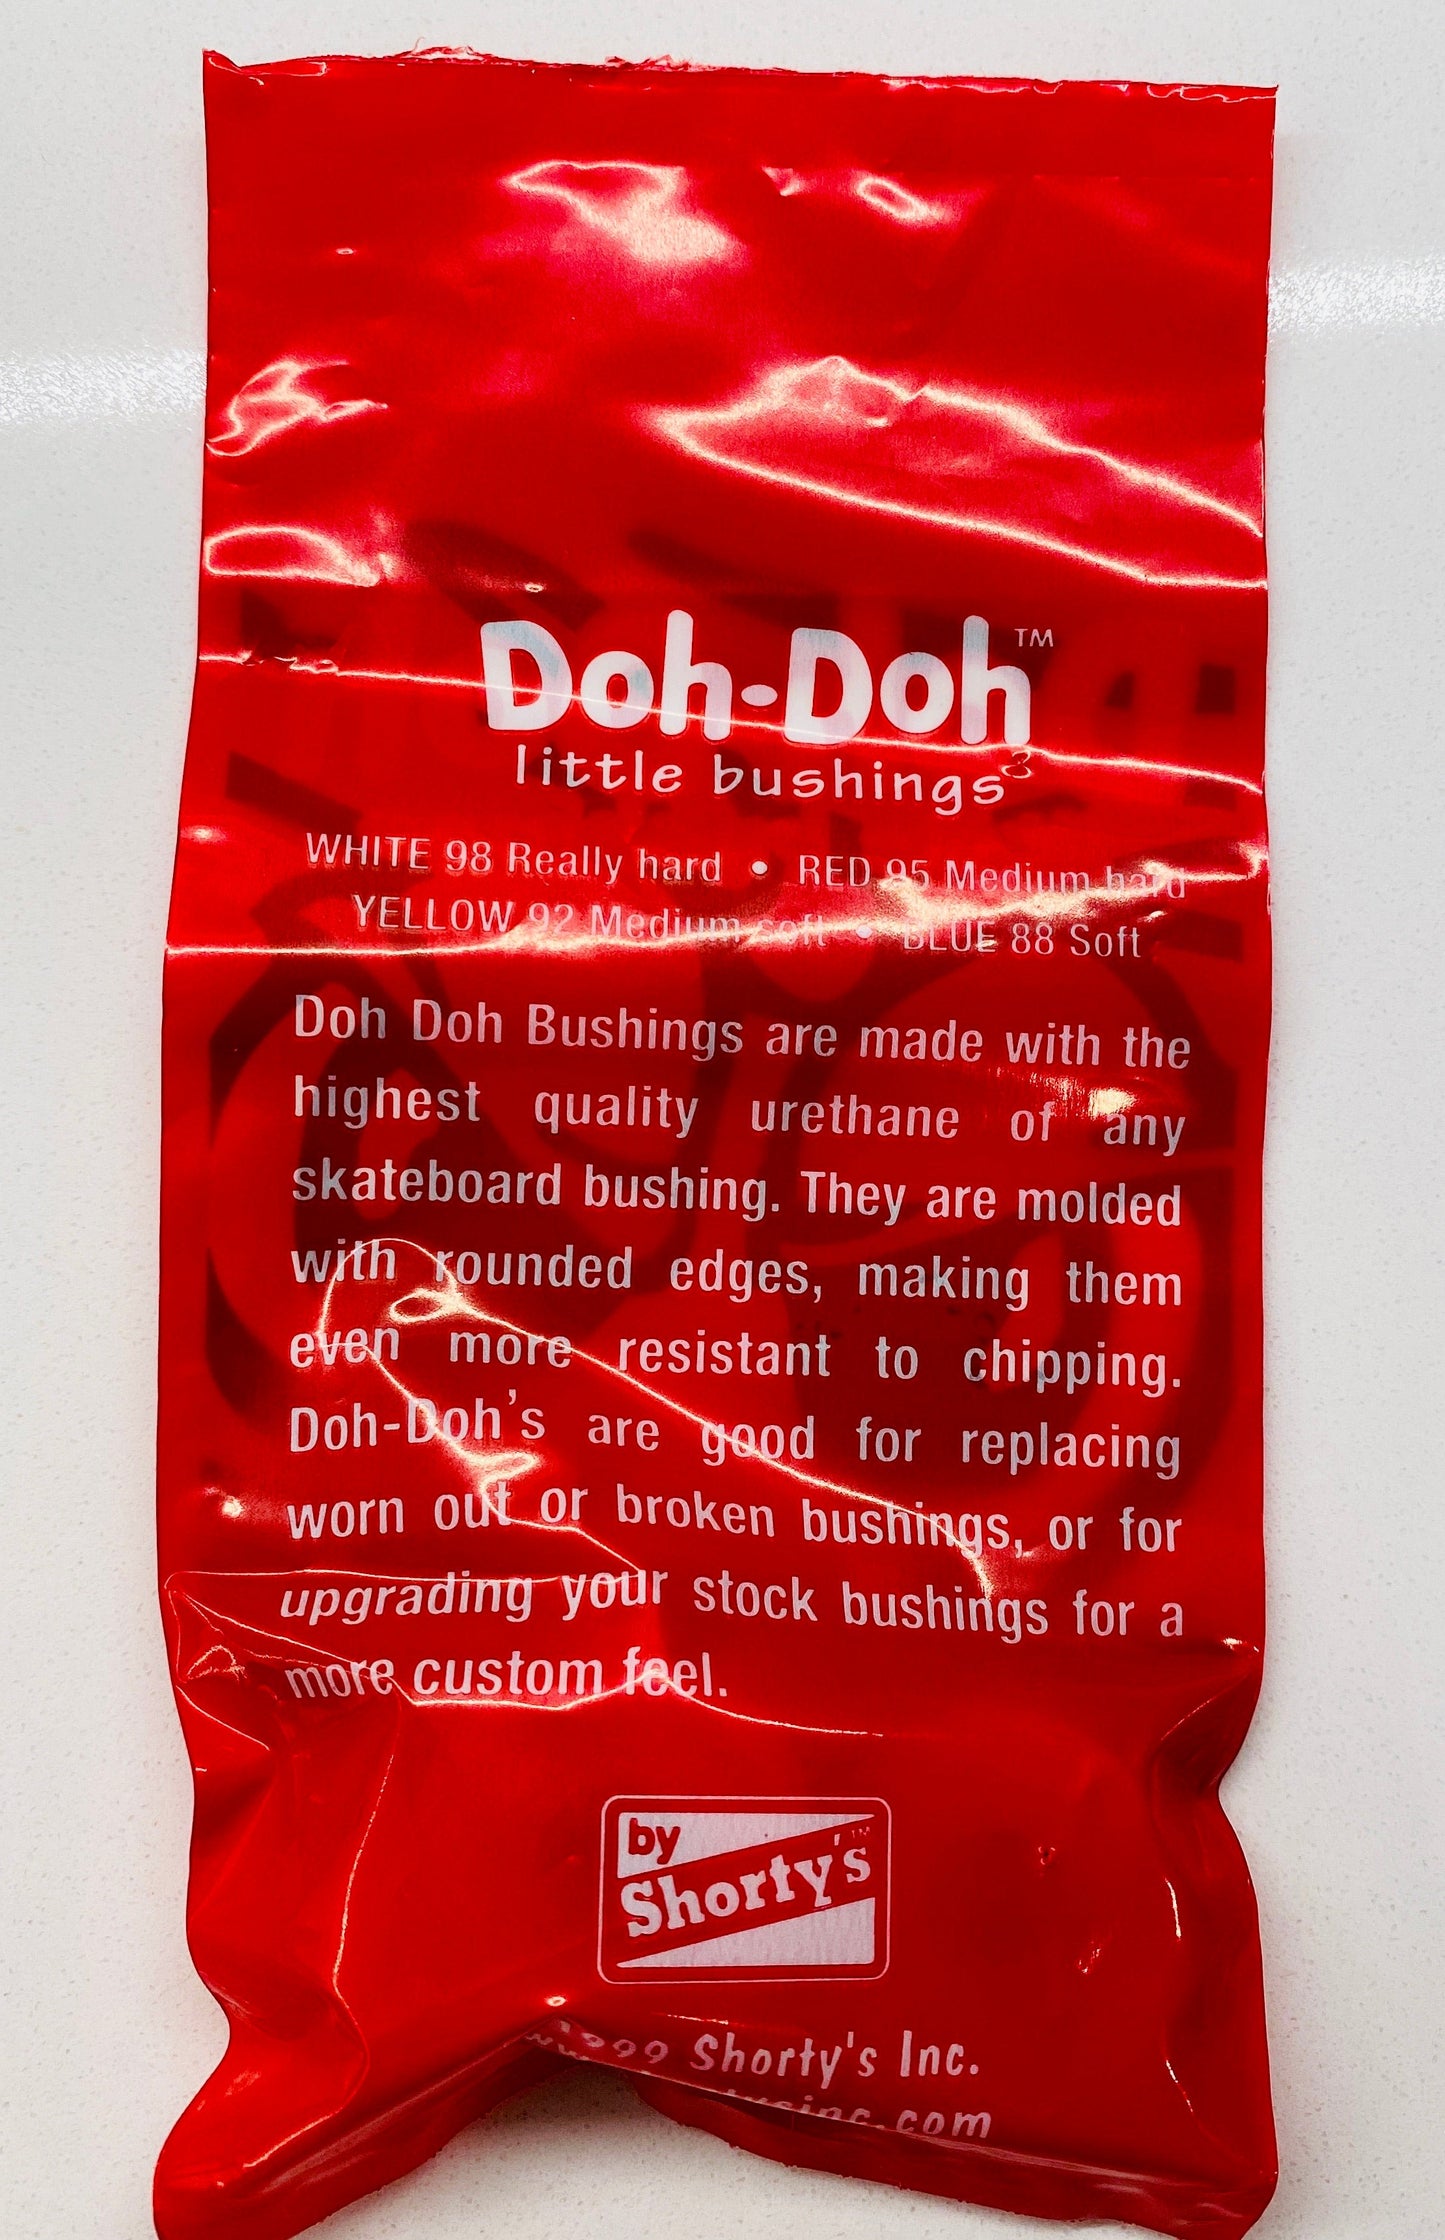 Doh-Doh™
little bushings
WHITE 98 Really hard • RED 95 Medium hard
YELLOW 92 Medium soft • BLUE 88 Soft
Doh Doh Bushings are made with the
highest quality urethane of any
skateboard bushing. They are molded
with rounded edges, making them
even more resistant to chipping.
Doh-Doh's are good for replacing
worn out or broken bushings, or for
upgrading your stock bushings for a
more custom feel.
by
Shorty's™
1999 Shorty's Inc.